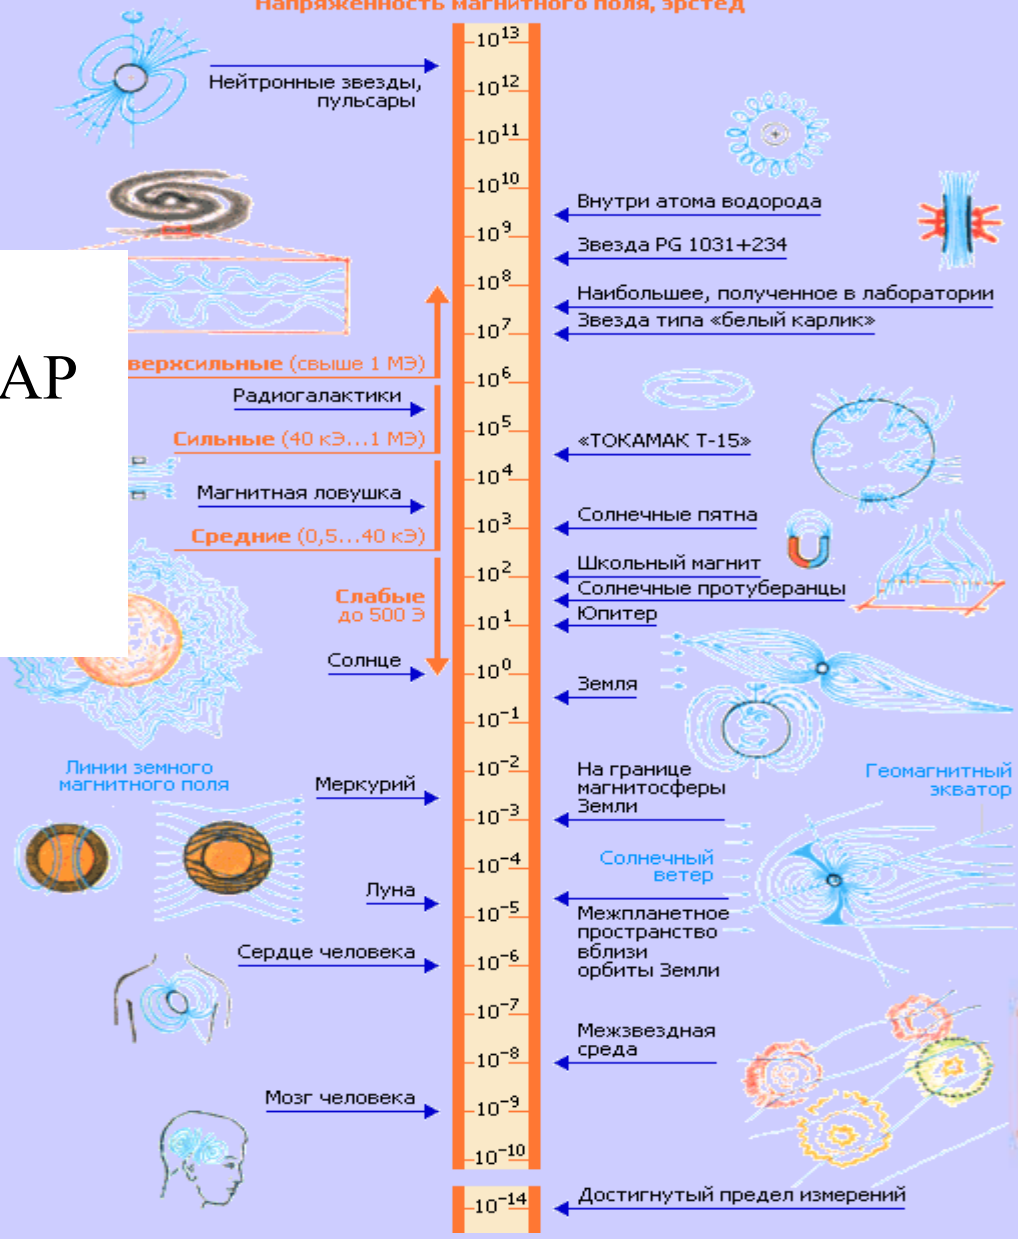 Напряженность магнитного поля, эрстед
10¹³
Нейтронные звезды,
пульсары
10¹²
10¹¹
10¹⁰
Внутри атома водорода
10⁹
Звезда PG 1031+234
10⁸
Наибольшее, полученное в лаборатории
Звезда типа «белый карлик»
10⁷
АР
верхсильные (свыше 1 МЭ)
10⁶
Радиогалактики
10⁵
Сильные (40 кЭ...1 МЭ)
«ТОКАМАК Т-15»
10⁴
Магнитная ловушка
Солнечные пятна
10³
Средние (0,5...40 кЭ)
Школьный магнит
10²
Солнечные протуберанцы
Слабые
до 500 Э
Юпитер
10¹
Солнце
10⁰
Земля
10⁻¹
Линии земного
магнитного поля
10⁻²
Меркурий
На границе
магнитосферы
Земли
Геомагнитный
экватор
10⁻³
Солнечный
ветер
10⁻⁴
Луна
10⁻⁵
Межпланетное
пространство
вблизи
орбиты Земли
Сердце человека
10⁻⁶
10⁻⁷
Межзвездная
среда
10⁻⁸
Мозг человека
10⁻⁹
10⁻¹⁰
Достигнутый предел измерений
10⁻¹⁴